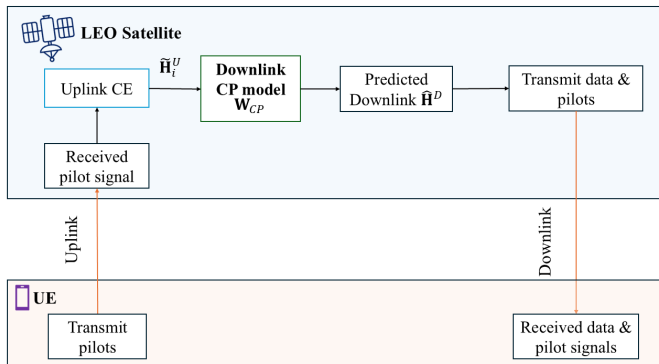 LEO Satellite
Uplink CE
H̃ᵢᵁ
Downlink
CP model
W_CP
Predicted
Downlink Ĥᴰ
Transmit data &
pilots
Received
pilot signal
Uplink
Downlink
UE
Transmit
pilots
Received data &
pilot signals